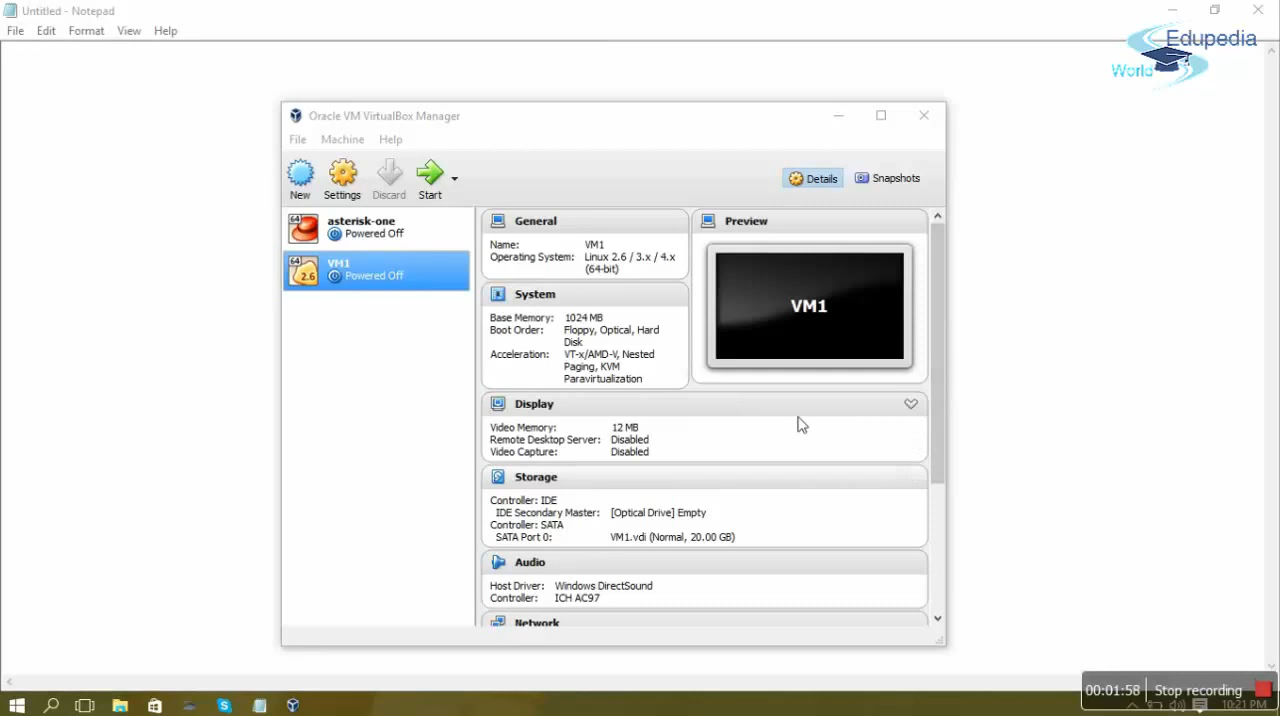 Untitled - Notepad
File Edit Format View Help
Edupedia
World
Oracle VM VirtualBox Manager
File Machine Help
New Settings Discard Start
Details Snapshots
64
asterisk-one
Powered Off
64
2.6
VM1
Powered Off
General
Name: VM1
Operating System: Linux 2.6 / 3.x / 4.x
(64-bit)
System
Base Memory: 1024 MB
Boot Order: Floppy, Optical, Hard
Disk
Acceleration: VT-x/AMD-V, Nested
Paging, KVM
Paravirtualization
Preview
VM1
Display
Video Memory: 12 MB
Remote Desktop Server: Disabled
Video Capture: Disabled
Storage
Controller: IDE
IDE Secondary Master: [Optical Drive] Empty
Controller: SATA
SATA Port 0: VM1.vdi (Normal, 20.00 GB)
Audio
Host Driver: Windows DirectSound
Controller: ICH AC97
Network
00:01:58 Stop recording
10:21 PM